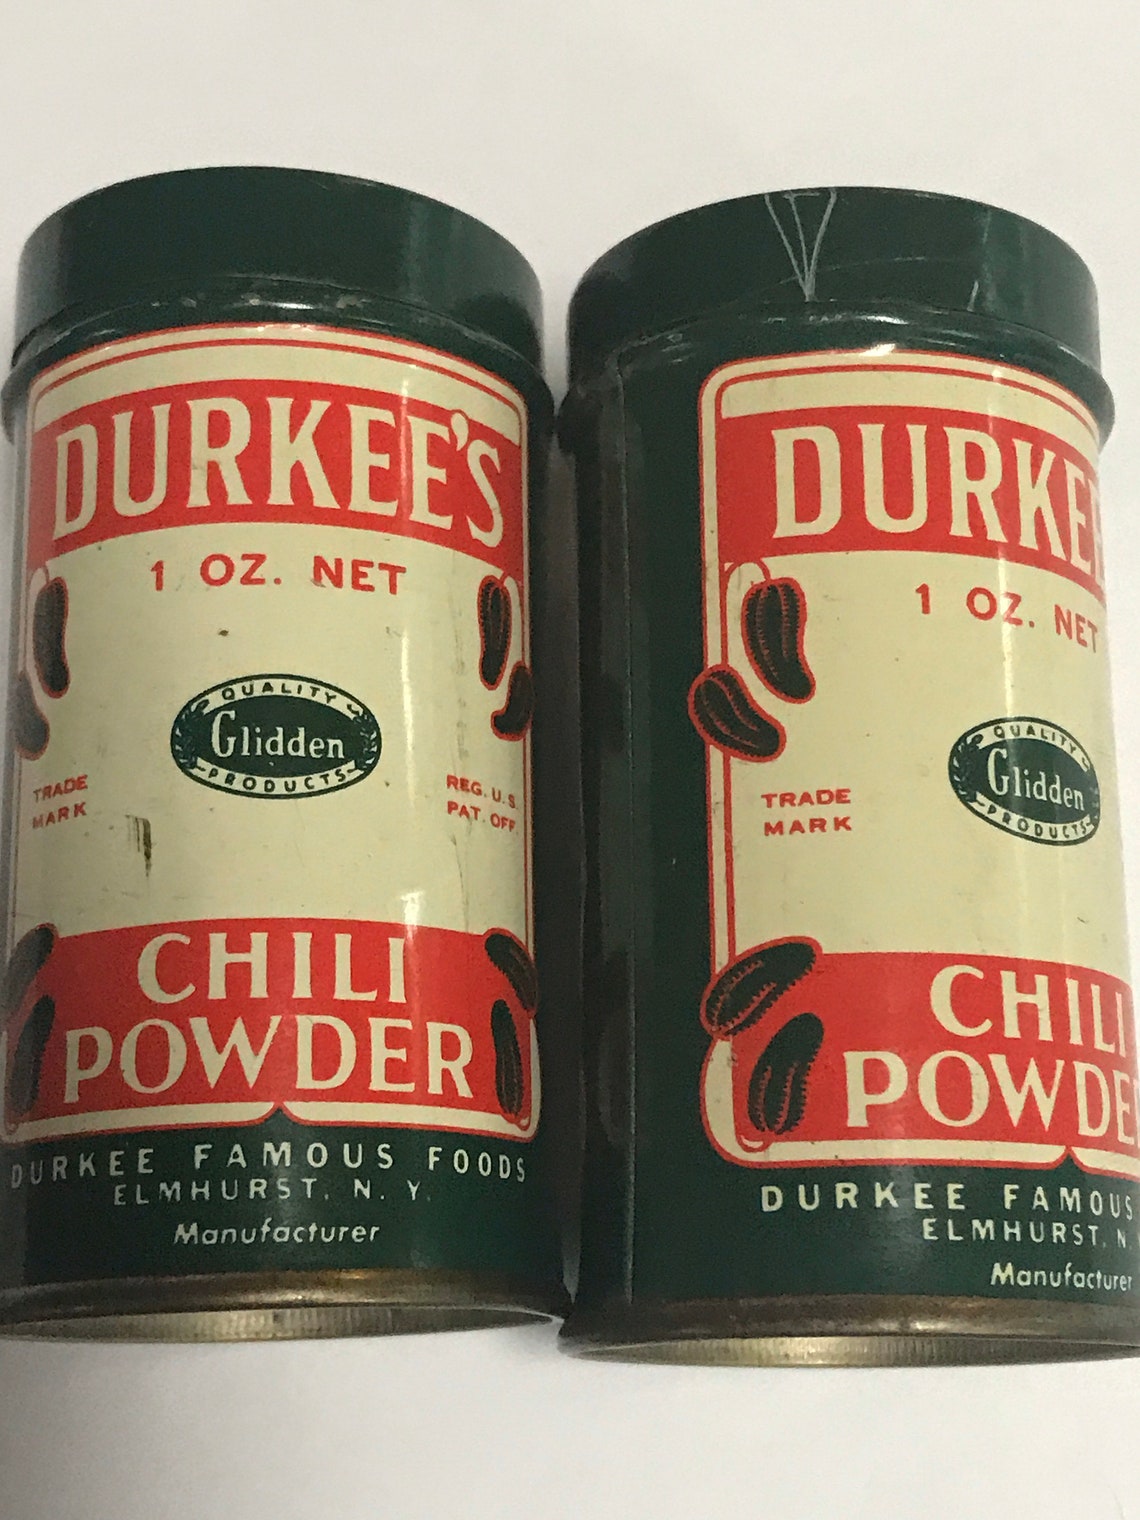 DURKEE'S
1 OZ. NET
QUALITY
Glidden
PRODUCTS
TRADE
MARK
REG. U.S.
PAT. OFF.
CHILI
POWDER
DURKEE FAMOUS FOODS
ELMHURST, N. Y.
Manufacturer
DURKEE
1 OZ. NET
QUALITY
Glidden
PRODUCTS
TRADE
MARK
CHILI
POWDE
DURKEE FAMOUS
ELMHURST, N.
Manufacturer